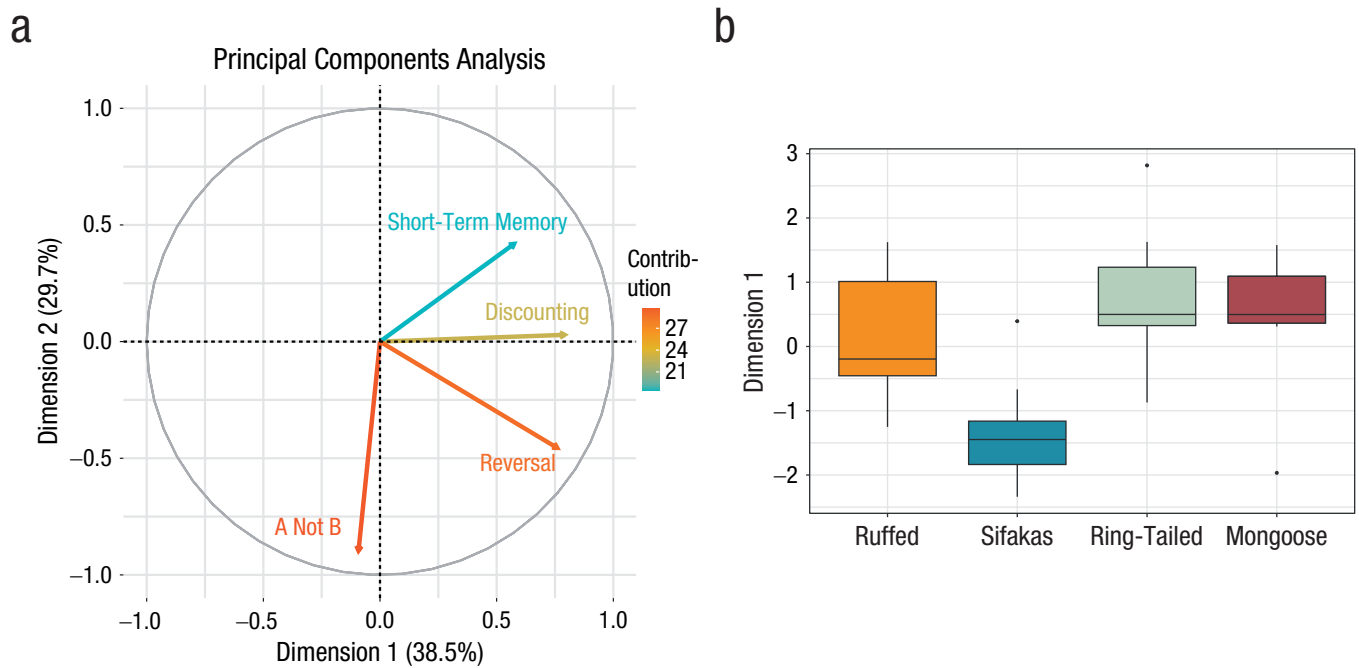 a
Principal Components Analysis
1.0
0.5
0.0
−0.5
−1.0
Dimension 2 (29.7%)
Short-Term Memory
Discounting
Reversal
A Not B
−1.0
−0.5
0.0
0.5
1.0
Dimension 1 (38.5%)
Contrib-
ution
27
24
21
b
3
2
1
0
−1
−2
Dimension 1
Ruffed
Sifakas
Ring-Tailed
Mongoose